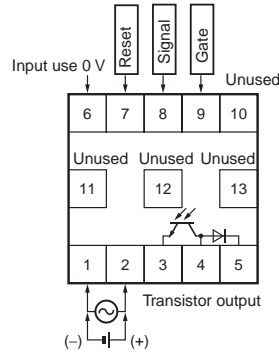 Reset
Signal
Gate
Input use 0 V
Unused
6 7 8 9 10
Unused Unused Unused
11 12 13
1 2 3 4 5
Transistor output
(−) (+)